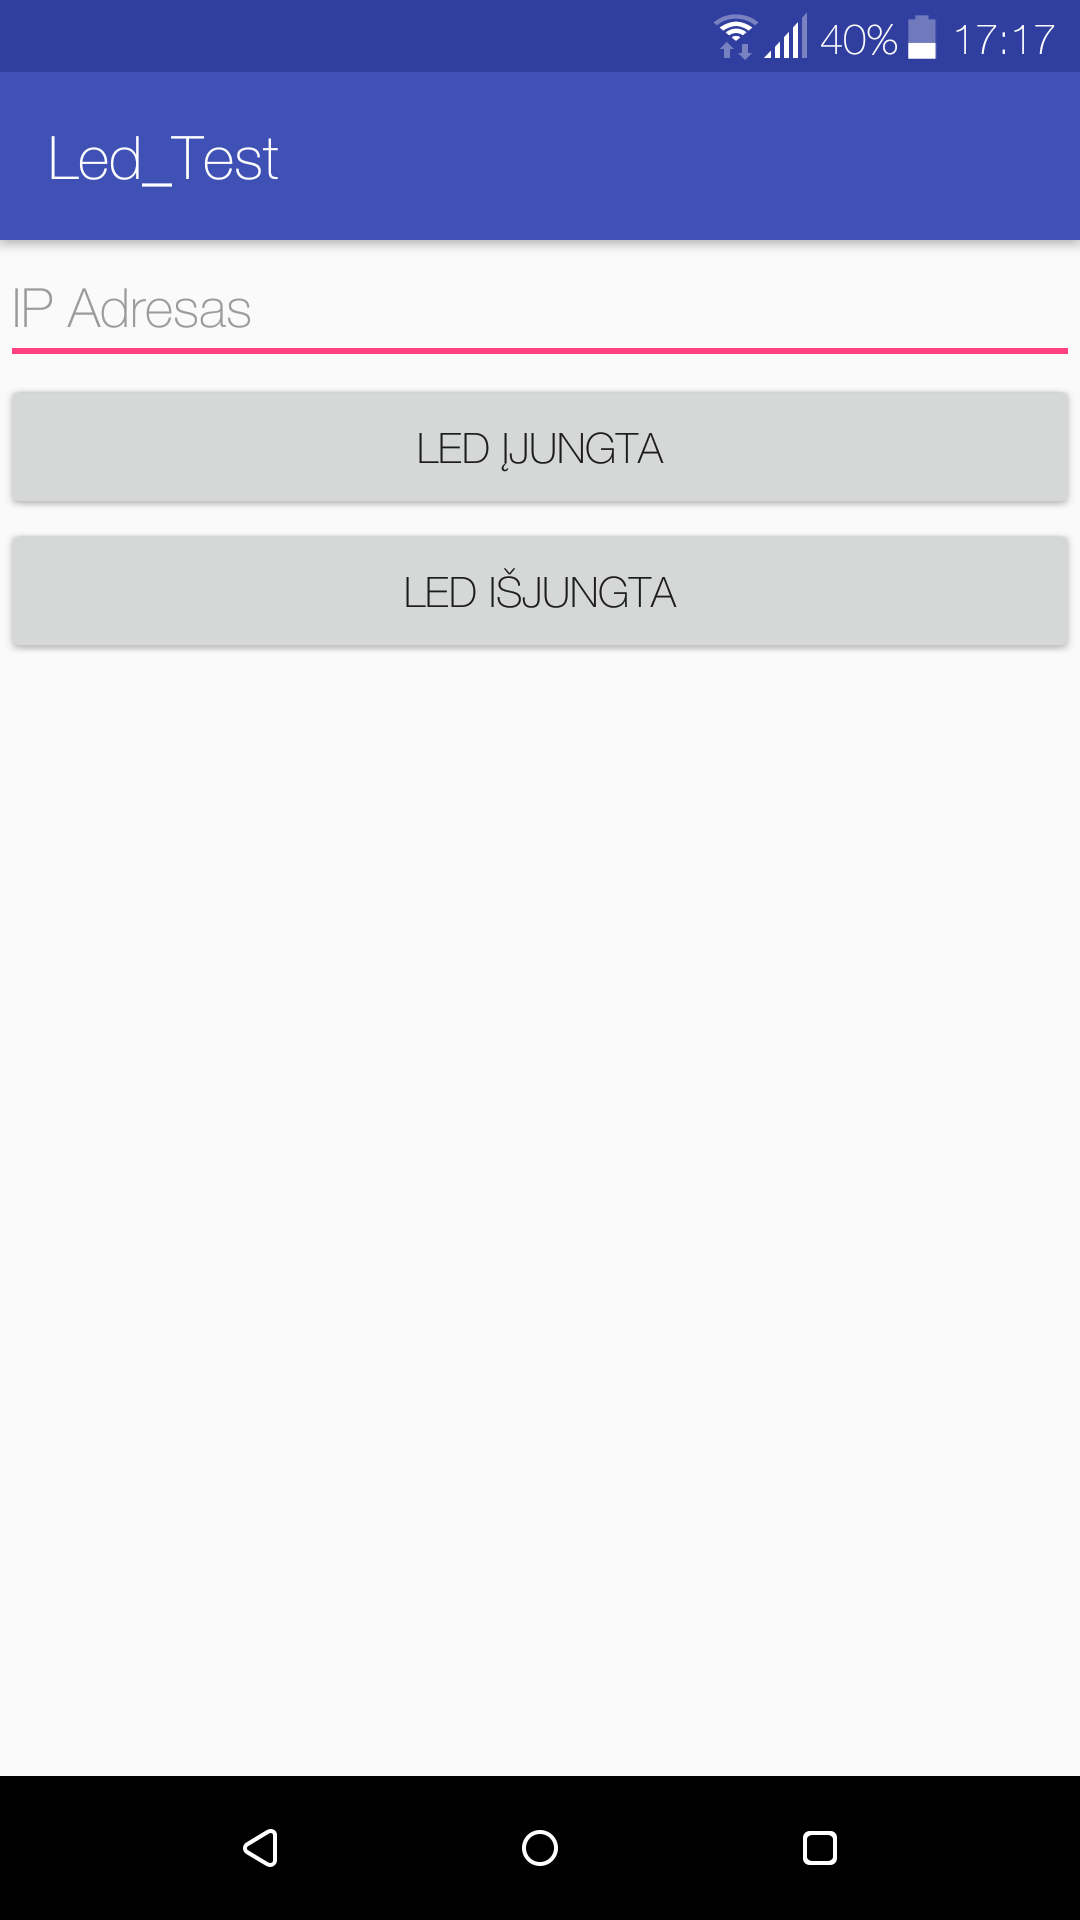 40% 17:17
Led_Test
IP Adresas
LED ĮJUNGTA
LED IŠJUNGTA